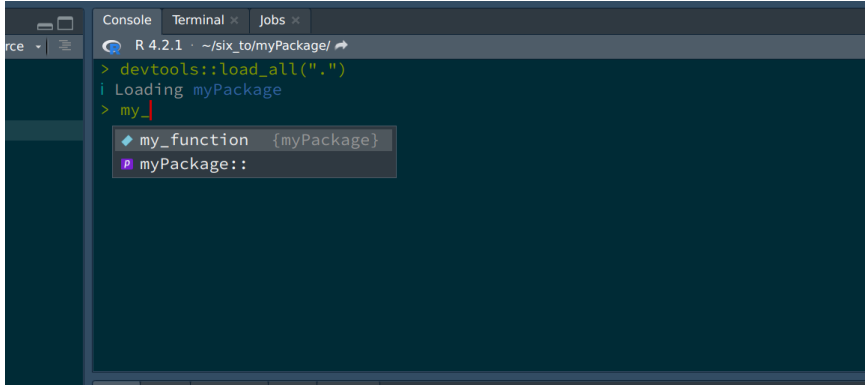 Console Terminal × Jobs ×
rce
R 4.2.1 · ~/six_to/myPackage/
> devtools::load_all(".")
i Loading myPackage
> my_
my_function {myPackage}
p myPackage::